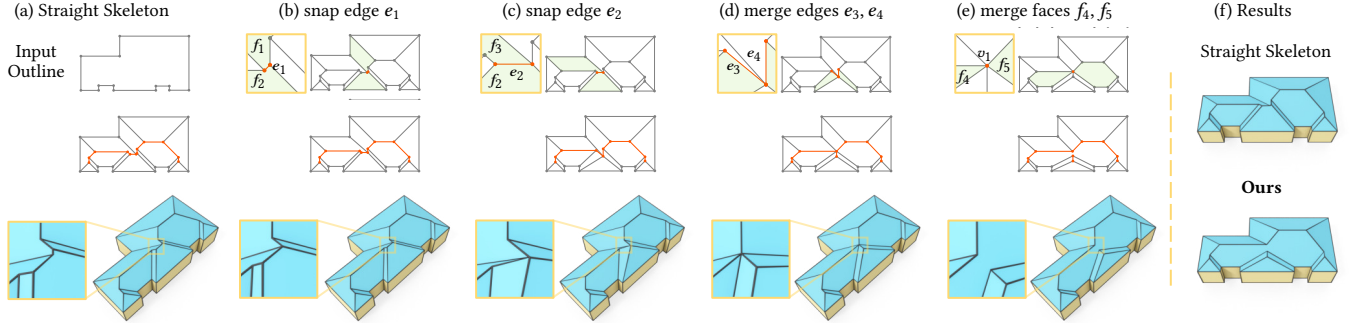 (a) Straight Skeleton
(b) snap edge e1
(c) snap edge e2
(d) merge edges e3, e4
(e) merge faces f4, f5
(f) Results
Input
Outline
f1
e1
f2
f3
e2
f2
e4
e3
v1
f4
f5
Straight Skeleton
Ours